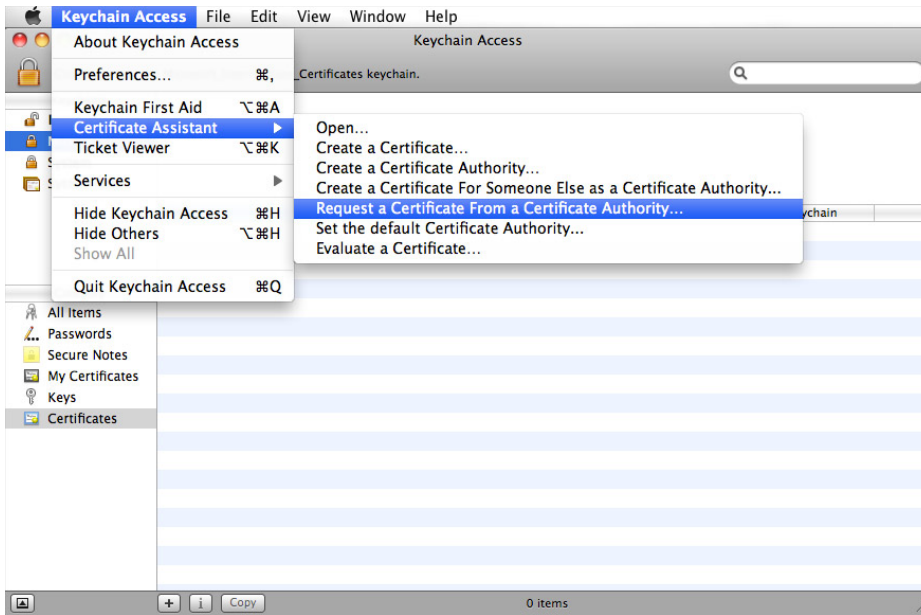 Keychain Access File Edit View Window Help
Keychain Access
About Keychain Access
Preferences... ⌘,
_Certificates keychain.
Keychain First Aid ⌥⌘A
Certificate Assistant
Ticket Viewer ⌥⌘K
Services
Hide Keychain Access ⌘H
Hide Others ⌥⌘H
Show All
Quit Keychain Access ⌘Q
Open...
Create a Certificate...
Create a Certificate Authority...
Create a Certificate For Someone Else as a Certificate Authority...
Request a Certificate From a Certificate Authority...
Set the default Certificate Authority...
Evaluate a Certificate...
ychain
All Items
Passwords
Secure Notes
My Certificates
Keys
Certificates
+ i Copy 0 items